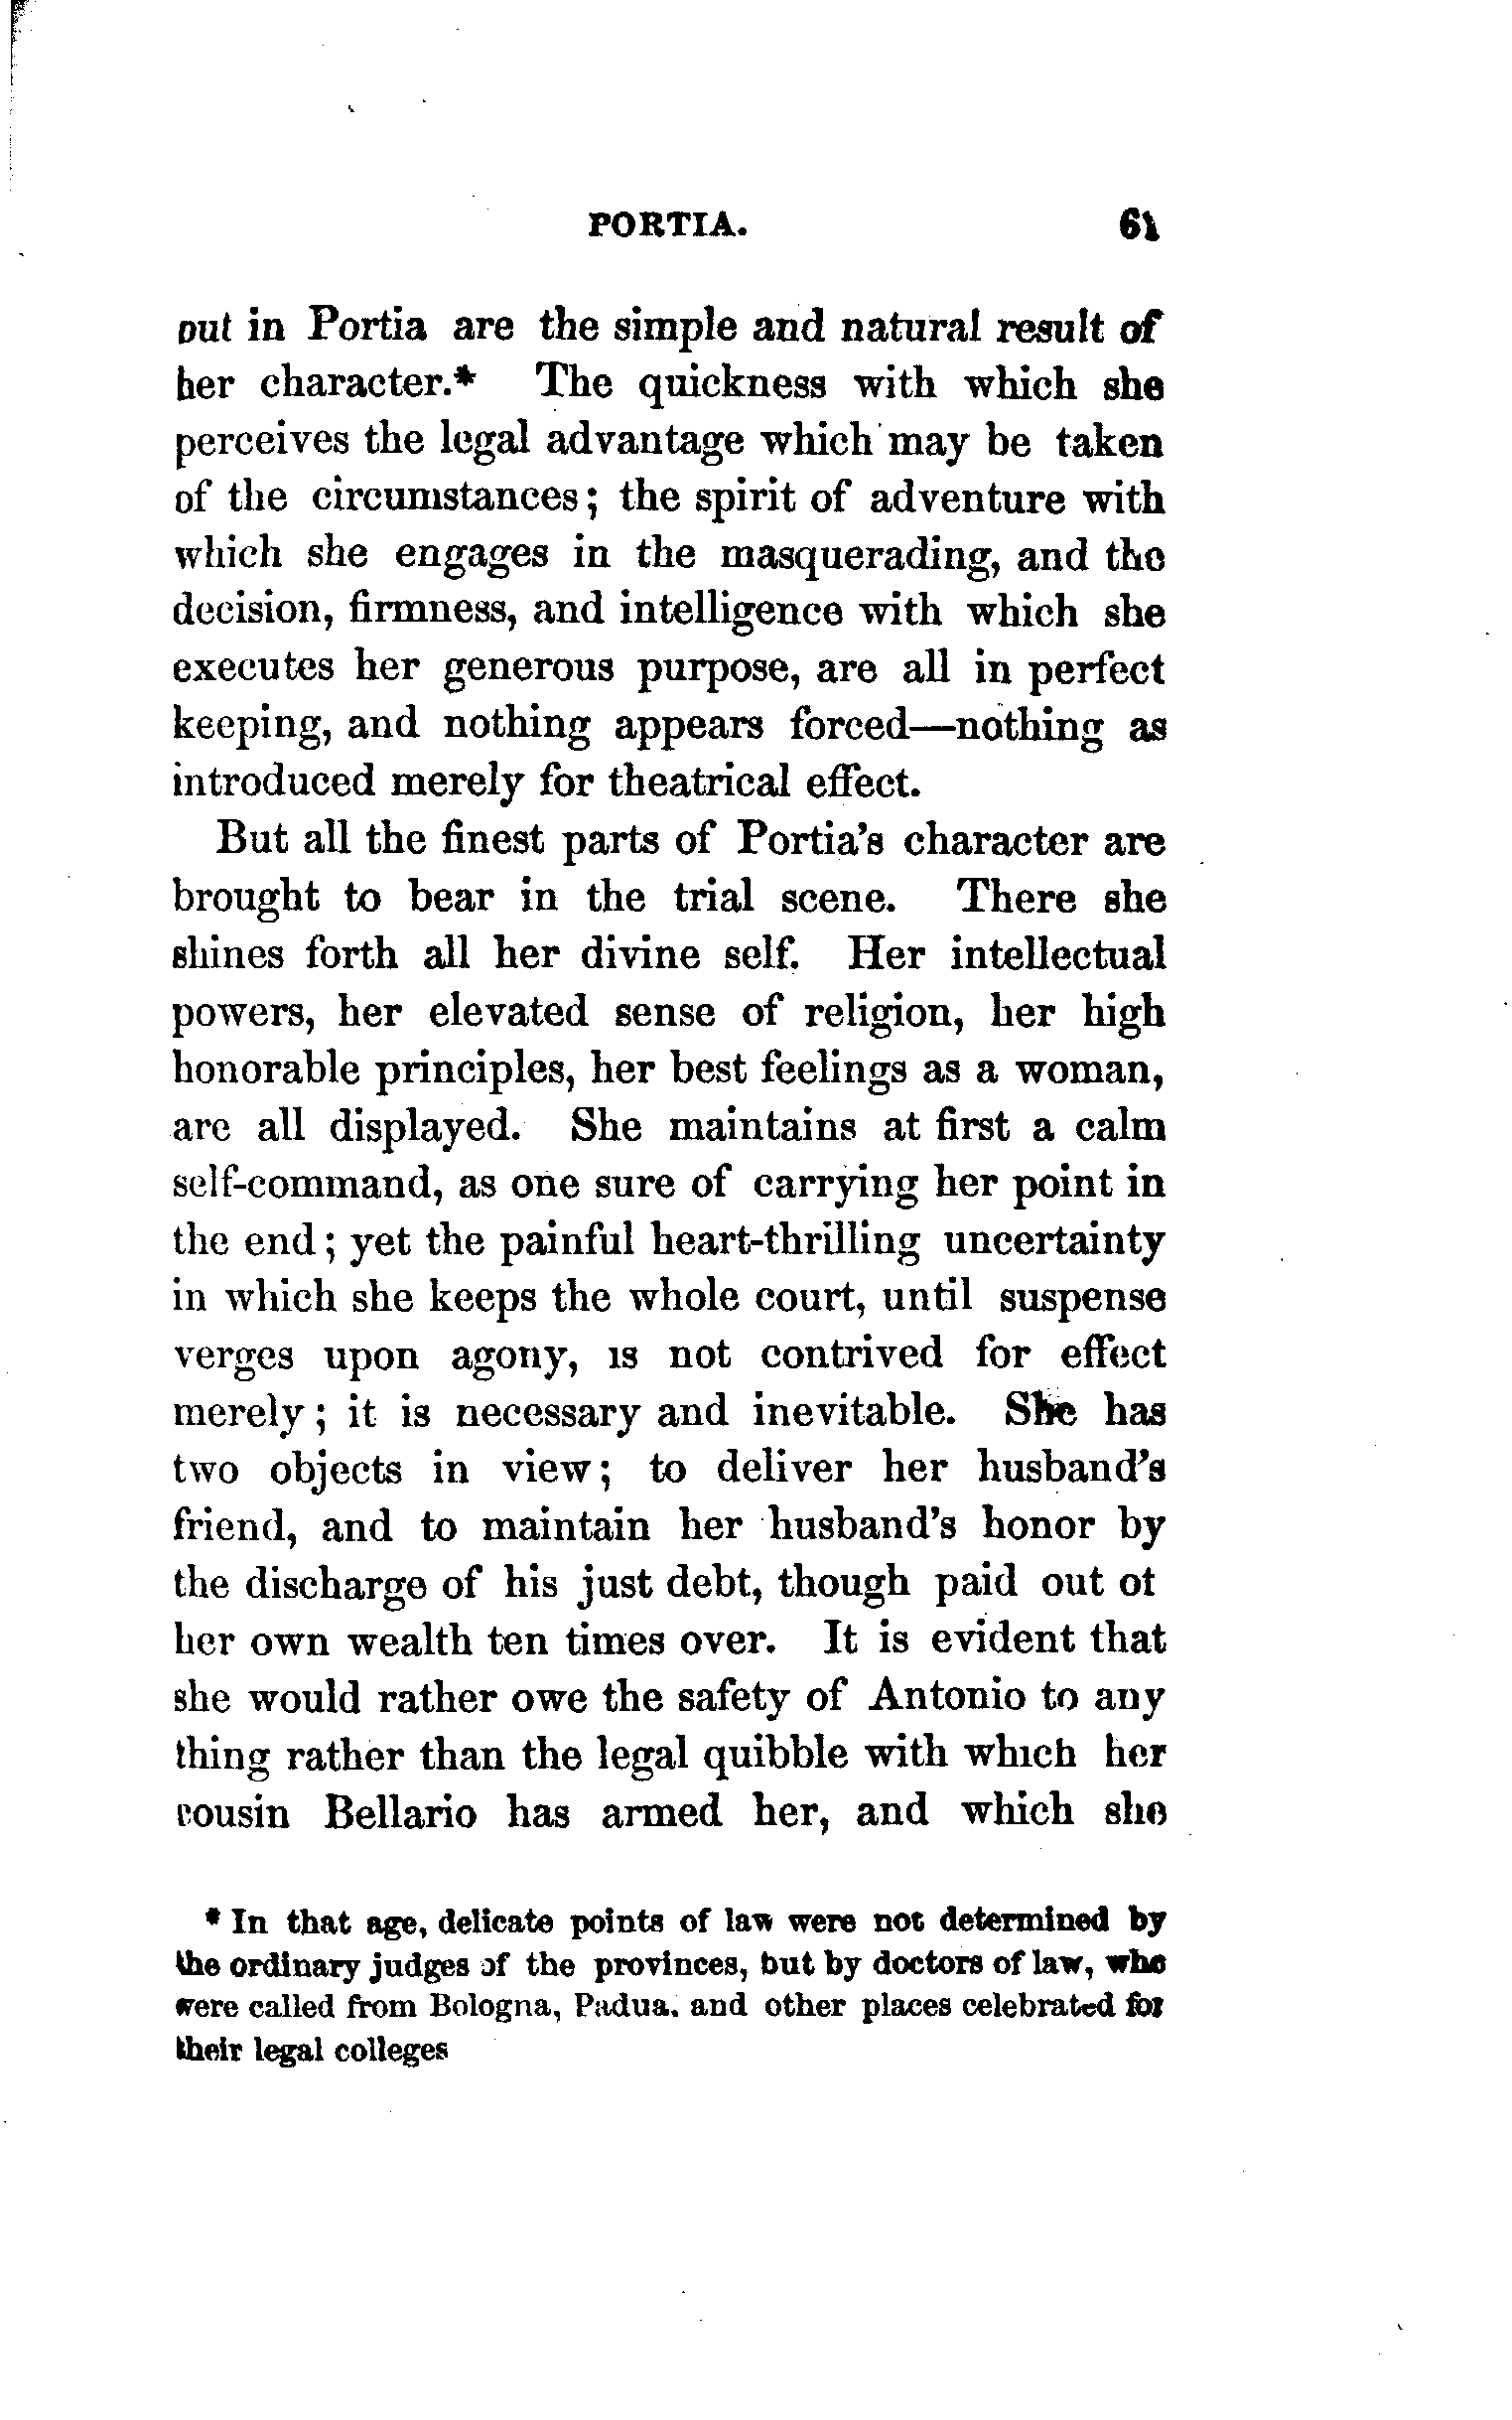 PORTIA. 61
out in Portia are the simple and natural result of
her character.* The quickness with which she
perceives the legal advantage which may be taken
of the circumstances; the spirit of adventure with
which she engages in the masquerading, and the
decision, firmness, and intelligence with which she
executes her generous purpose, are all in perfect
keeping, and nothing appears forced—nothing as
introduced merely for theatrical effect.
But all the finest parts of Portia's character are
brought to bear in the trial scene. There she
shines forth all her divine self. Her intellectual
powers, her elevated sense of religion, her high
honorable principles, her best feelings as a woman,
are all displayed. She maintains at first a calm
self-command, as one sure of carrying her point in
the end; yet the painful heart-thrilling uncertainty
in which she keeps the whole court, until suspense
verges upon agony, is not contrived for effect
merely; it is necessary and inevitable. She has
two objects in view; to deliver her husband's
friend, and to maintain her husband's honor by
the discharge of his just debt, though paid out of
her own wealth ten times over. It is evident that
she would rather owe the safety of Antonio to any
thing rather than the legal quibble with which her
cousin Bellario has armed her, and which she
* In that age, delicate points of law were not determined by
the ordinary judges of the provinces, but by doctors of law, who
were called from Bologna, Padua, and other places celebrated for
their legal colleges